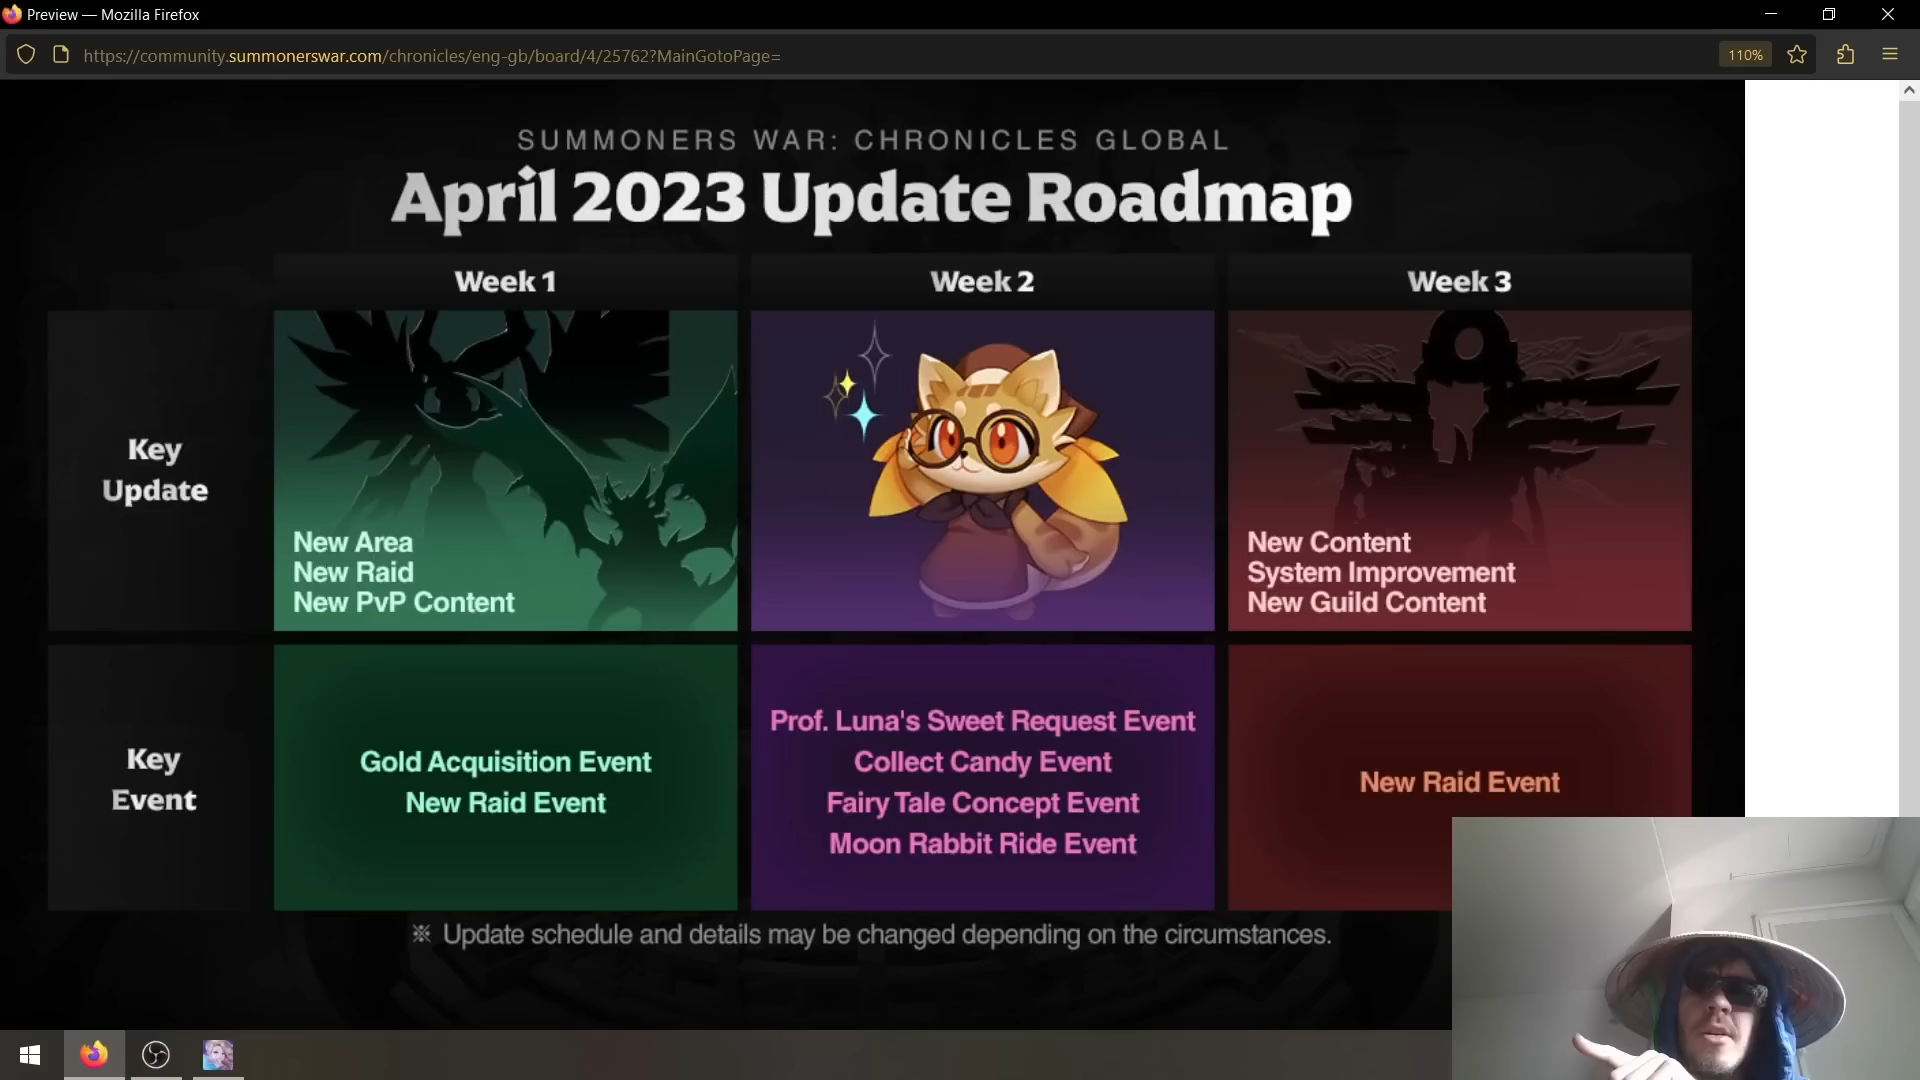 Preview — Mozilla Firefox
https://community.summonerswar.com/chronicles/eng-gb/board/4/25762?MainGotoPage=
110%
SUMMONERS WAR: CHRONICLES GLOBAL
April 2023 Update Roadmap
Week 1
Week 2
Week 3
Key
Update
New Area
New Raid
New PvP Content
New Content
System Improvement
New Guild Content
Key
Event
Gold Acquisition Event
New Raid Event
Prof. Luna's Sweet Request Event
Collect Candy Event
Fairy Tale Concept Event
Moon Rabbit Ride Event
New Raid Event
※ Update schedule and details may be changed depending on the circumstances.